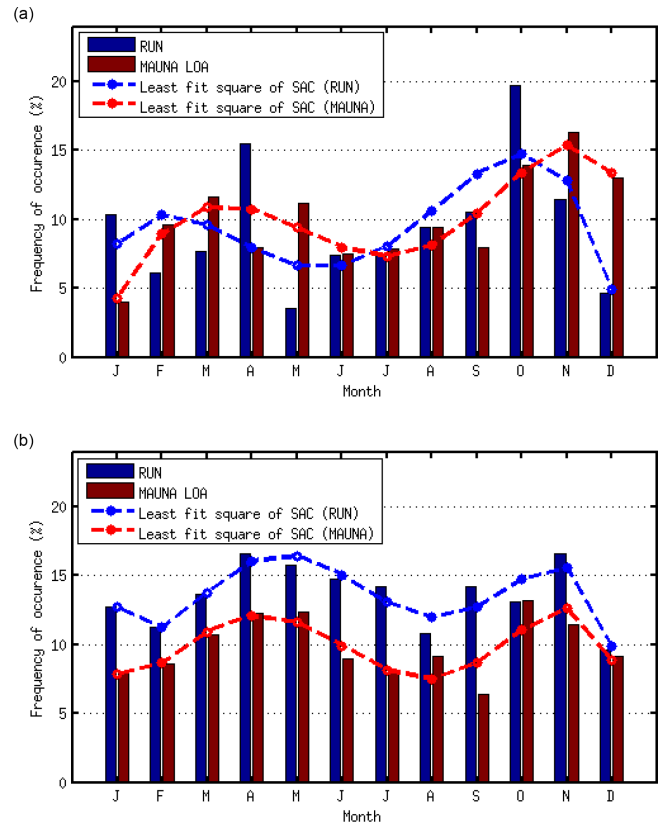 (a)
RUN
MAUNA LOA
Least fit square of SAC (RUN)
Least fit square of SAC (MAUNA)
Frequency of occurence (%)
20
15
10
5
0
J F M A M J J A S O N D
Month
(b)
RUN
MAUNA LOA
Least fit square of SAC (RUN)
Least fit square of SAC (MAUNA)
Frequency of occurence (%)
20
15
10
5
0
J F M A M J J A S O N D
Month